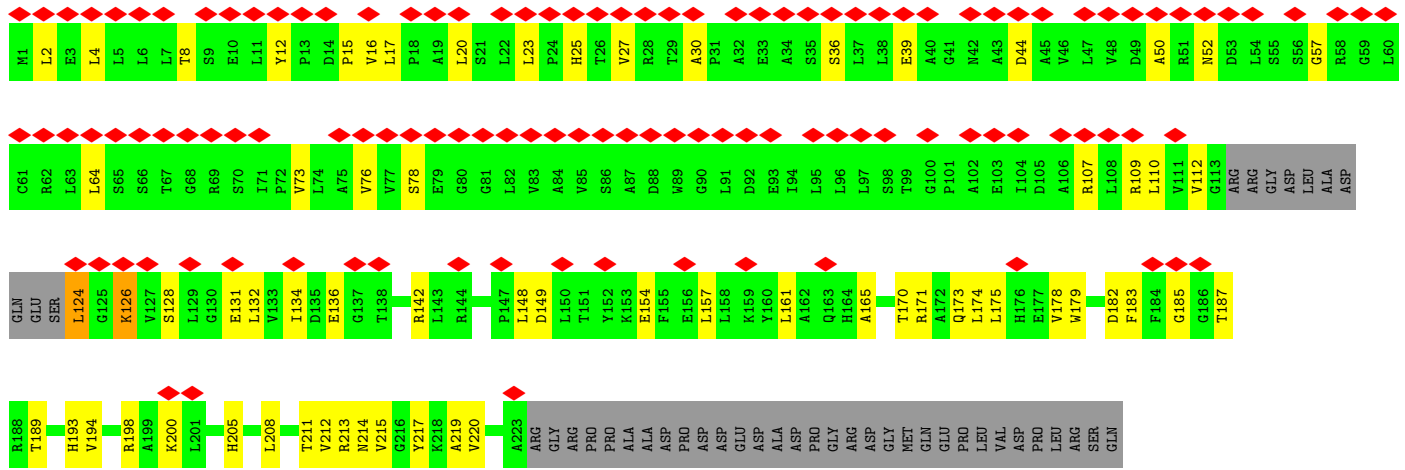 M1 L2 E3 L4 L5 L6 L7 T8 S9 E10 L11 Y12 P13 D14 P15 V16 L17 P18 A19 L20 S21 L22 L23 P24 H25 T26 V27 R28 T29 A30 P31 A32 E33 A34 S35 S36 L37 L38 E39 A40 G41 N42 A43 D44 A45 V46 L47 V48 D49 A50 R51 N52 D53 L54 S55 S56 G57 R58 G59 L60
C61 R62 L63 L64 S65 S66 T67 G68 R69 S70 I71 P72 V73 L74 A75 V76 V77 S78 E79 G80 G81 L82 V83 A84 V85 S86 A87 D88 W89 G90 L91 D92 E93 I94 L95 L96 L97 S98 T99 G100 P101 A102 E103 I104 D105 A106 R107 L108 R109 L110 V111 V112 G113 ARG ARG GLY ASP LEU ALA ASP
GLN GLU SER L124 G125 K126 V127 S128 L129 G130 E131 L132 V133 I134 D135 E136 G137 T138 R142 L143 R144 P147 L148 D149 L150 T151 Y152 K153 E154 F155 E156 L157 L158 K159 Y160 L161 A162 Q163 H164 A165 T170 R171 A172 Q173 L174 L175 H176 E177 V178 W179 D182 F183 F184 G185 G186 T187
R188 T189 H193 V194 R198 A199 K200 L201 H205 L208 T211 V212 R213 N214 V215 G216 Y217 K218 A219 V220 A223 ARG GLY ARG PRO PRO ALA ALA ASP PRO ASP ASP GLU ASP ALA ASP PRO GLY ARG ASP GLY MET GLN GLU PRO LEU VAL ASP PRO LEU ARG SER GLN